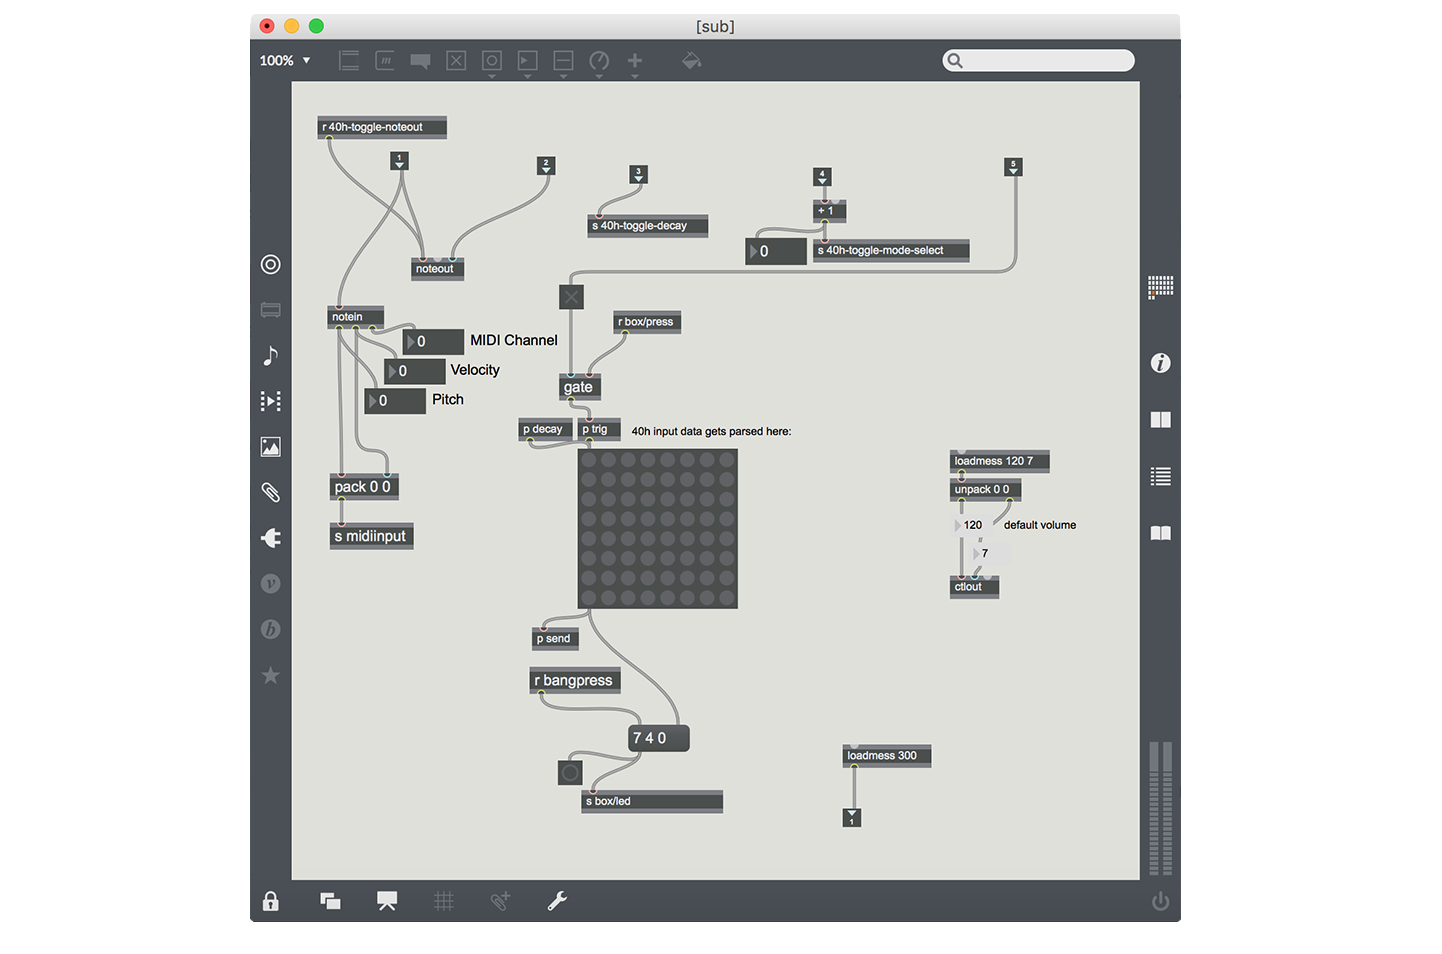 [sub]
100%
r 40h-toggle-noteout
1
2
3
4
5
+ 1
s 40h-toggle-decay
0
s 40h-toggle-mode-select
noteout
notein
r box/press
0
MIDI Channel
0
Velocity
0
Pitch
gate
p decay
p trig
40h input data gets parsed here:
loadmess 120 7
pack 0 0
unpack 0 0
120
default volume
s midiinput
7
ctlout
p send
r bangpress
7 4 0
loadmess 300
s box/led
1